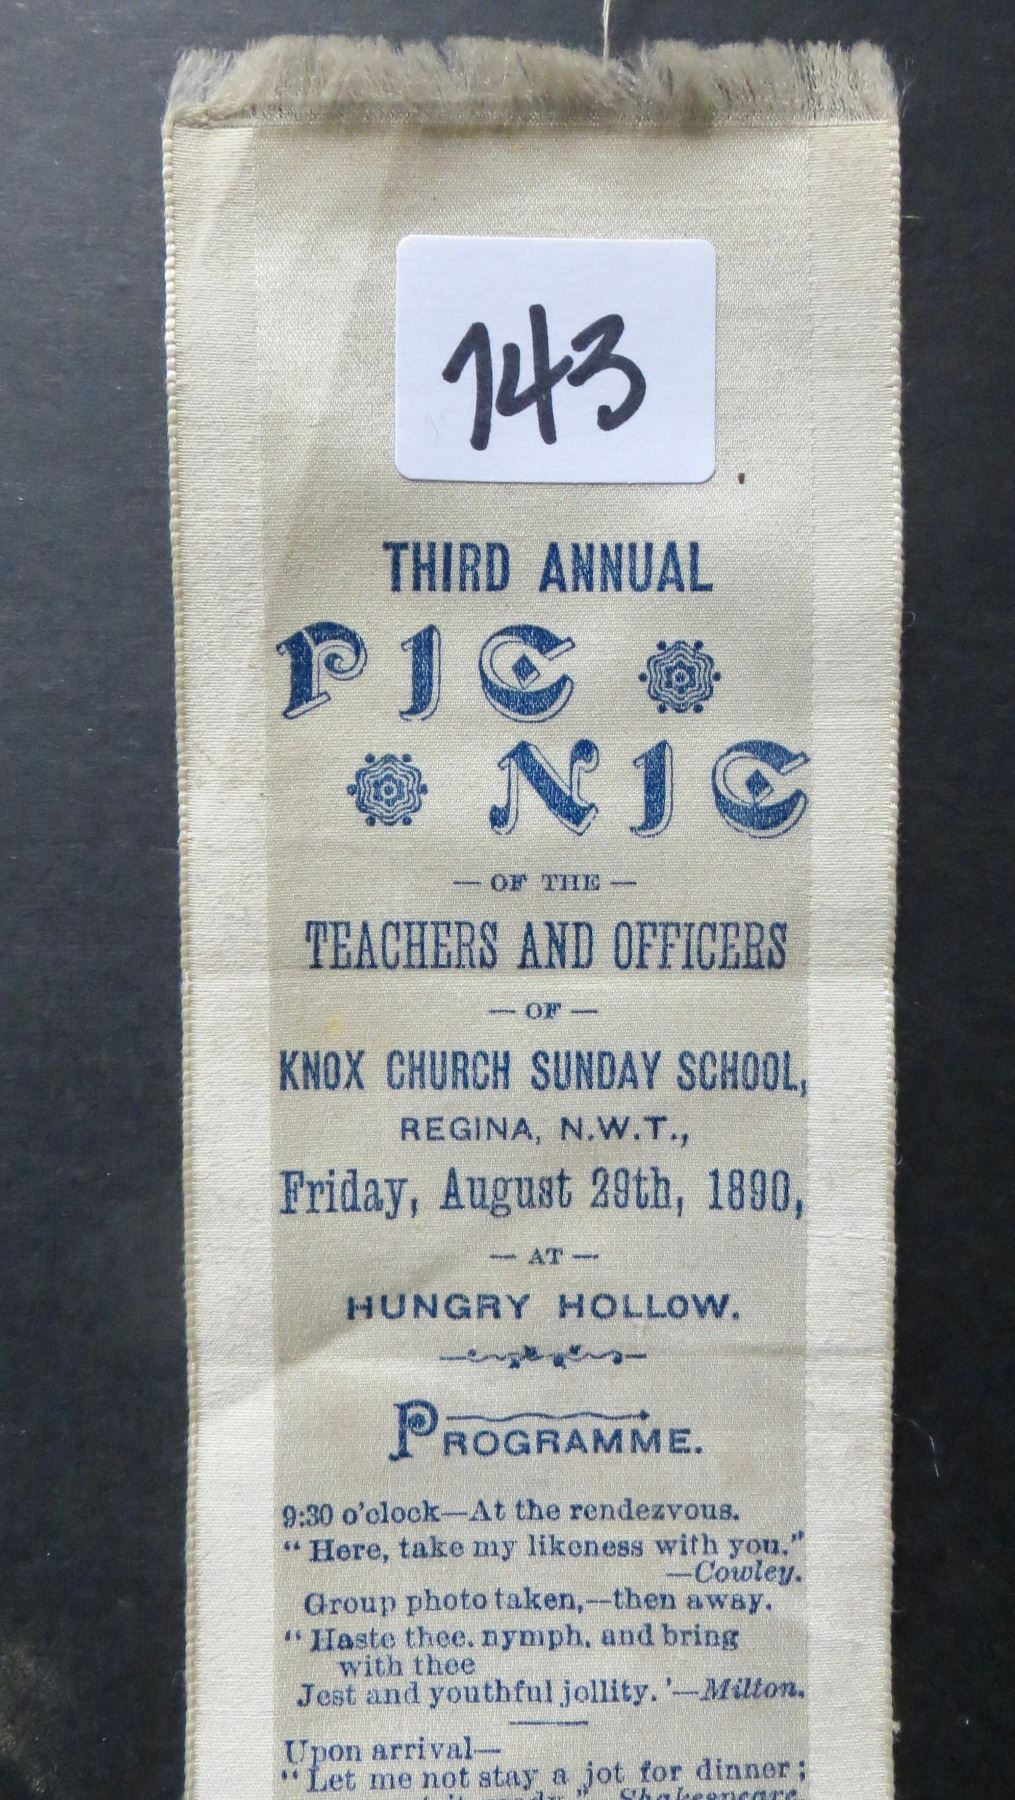 743
THIRD ANNUAL
PIC
NIC
— OF THE —
TEACHERS AND OFFICERS
— OF —
KNOX CHURCH SUNDAY SCHOOL,
REGINA, N.W.T.,
Friday, August 29th, 1890,
— AT —
HUNGRY HOLLOW.
PROGRAMME.
9:30 o'clock—At the rendezvous.
“ Here, take my likeness with you.”
—Cowley.
Group photo taken,—then away.
“ Haste thee, nymph, and bring
with thee
Jest and youthful jollity. '—Milton.
Upon arrival—
“ Let me not stay a jot for dinner ;
ready." Shakespeare.